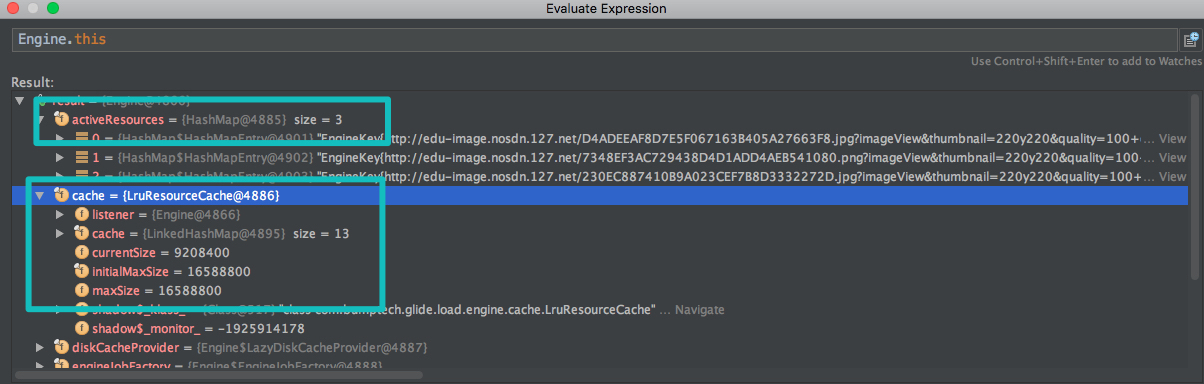 Evaluate Expression
Engine.this
Use Control+Shift+Enter to add to Watches
Result:
result = {Engine@4866}
activeResources = {HashMap@4885} size = 3
0 = {HashMap$HashMapEntry@4901} "EngineKey{http://edu-image.nosdn.127.net/D4ADEEAF8D7E5F067163B405A27663F8.jpg?imageView&thumbnail=220y220&quality=100+ ... View
1 = {HashMap$HashMapEntry@4902} "EngineKey{http://edu-image.nosdn.127.net/7348EF3AC729438D4D1ADD4AEB541080.png?imageView&thumbnail=220y220&quality=100+ ... View
2 = {HashMap$HashMapEntry@4903} "EngineKey{http://edu-image.nosdn.127.net/230EC887410B9A023CEF7B8D3332272D.jpg?imageView&thumbnail=220y220&quality=100+ ... View
cache = {LruResourceCache@4886}
listener = {Engine@4866}
cache = {LinkedHashMap@4895} size = 13
currentSize = 9208400
initialMaxSize = 16588800
maxSize = 16588800
shadow$_klass_ = {Class@517} "class com.bumptech.glide.load.engine.cache.LruResourceCache" ... Navigate
shadow$_monitor_ = -1925914178
diskCacheProvider = {Engine$LazyDiskCacheProvider@4887}
engineJobFactory = {Engine$EngineJobFactory@4888}